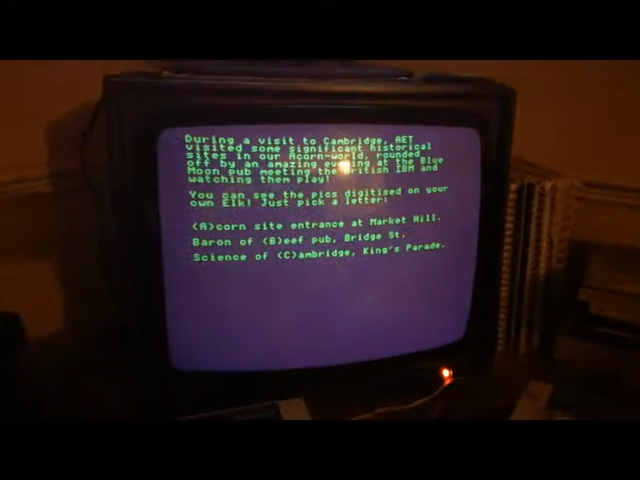 During a visit to Cambridge, AET
visited some significant historical
sites in our Acorn-world, rounded
off by an amazing evening at the Blue
Moon pub meeting the British IBM and
watching them play!
You can see the pics digitised on your
own Elk! Just pick a letter:
(A)corn site entrance at Market Hill.
Baron of (B)eef pub, Bridge St.
Science of (C)ambridge, King's Parade.